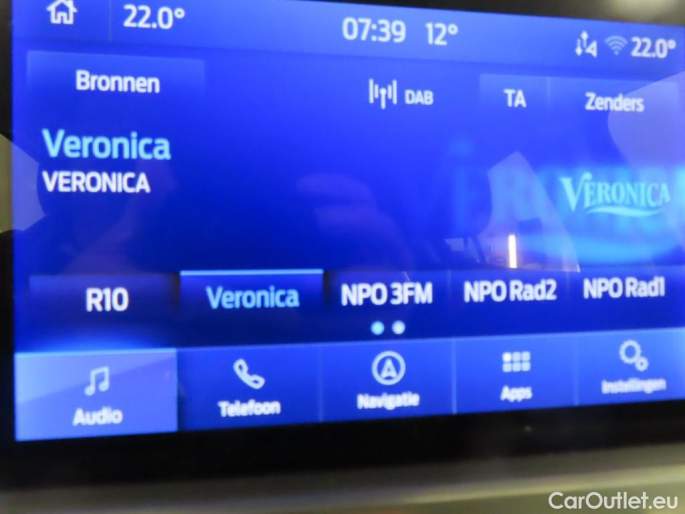 22.0° 07:39 12° 22.0°
Bronnen DAB TA Zenders
Veronica
VERONICA
VERONICA
R10 Veronica NPO 3FM NPO Rad2 NPO Rad1
Audio Telefoon Navigatie Apps Instellingen
CarOutlet.eu